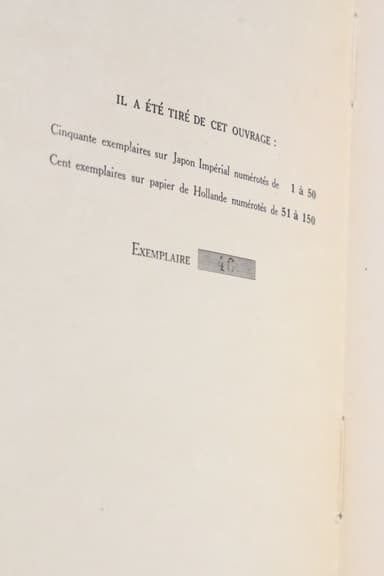 IL A ÉTÉ TIRÉ DE CET OUVRAGE :
Cinquante exemplaires sur Japon Impérial numérotés de 1 à 50
Cent exemplaires sur papier de Hollande numérotés de 51 à 150
EXEMPLAIRE